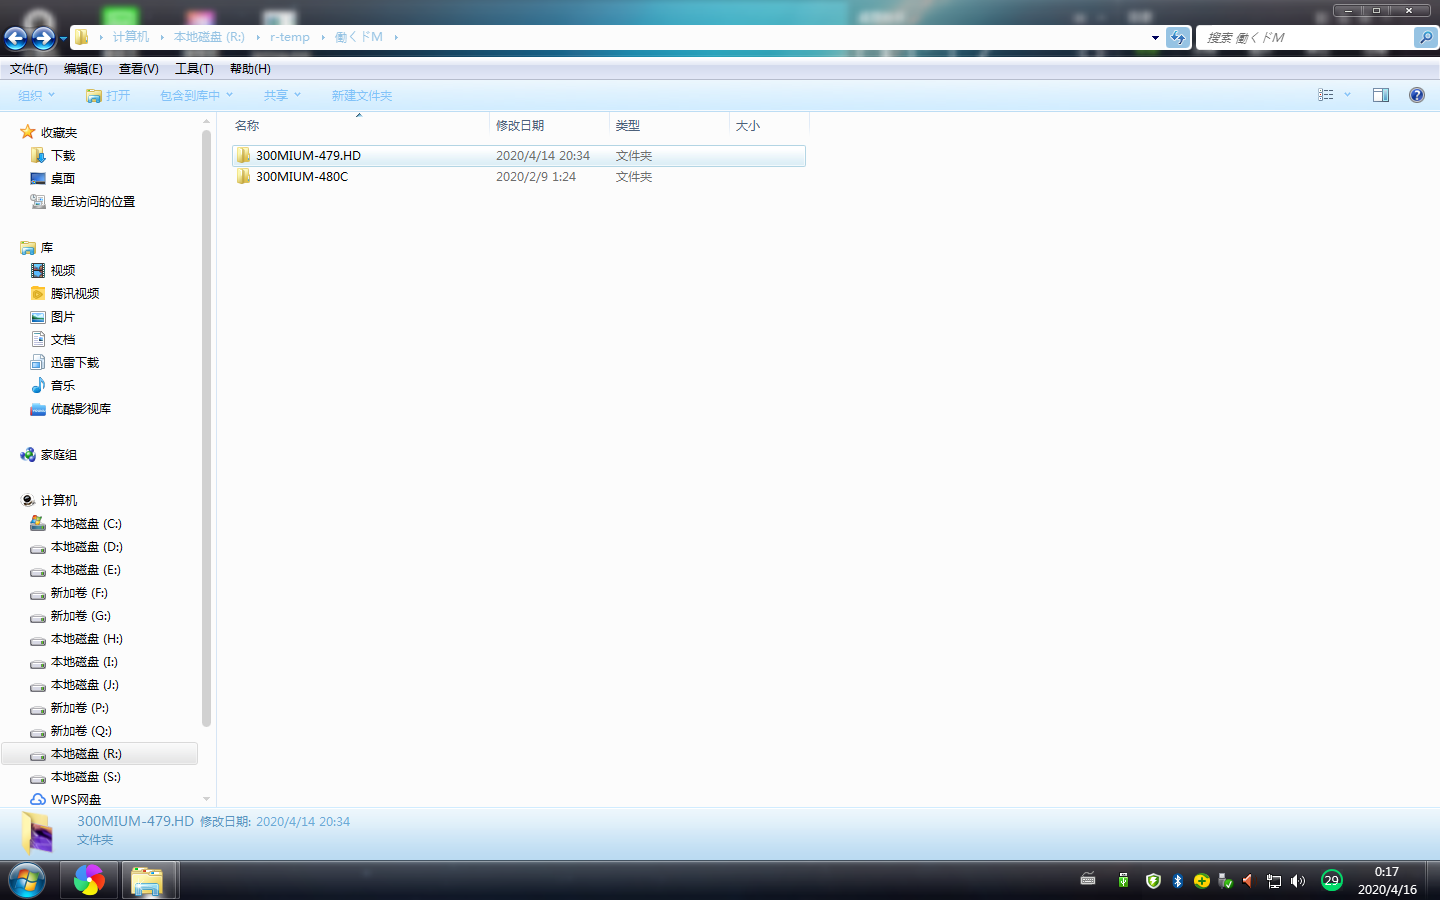 计算机 本地磁盘 (R:) r-temp 働くドM
搜索 働くドM
文件(F) 编辑(E) 查看(V) 工具(T) 帮助(H)
组织 打开 包含到库中 共享 新建文件夹
名称 修改日期 类型 大小
300MIUM-479.HD 2020/4/14 20:34 文件夹
300MIUM-480C 2020/2/9 1:24 文件夹
收藏夹
下载
桌面
最近访问的位置
库
视频
腾讯视频
图片
文档
迅雷下载
音乐
优酷影视库
家庭组
计算机
本地磁盘 (C:)
本地磁盘 (D:)
本地磁盘 (E:)
新加卷 (F:)
新加卷 (G:)
本地磁盘 (H:)
本地磁盘 (I:)
本地磁盘 (J:)
新加卷 (P:)
新加卷 (Q:)
本地磁盘 (R:)
本地磁盘 (S:)
WPS网盘
300MIUM-479.HD 修改日期: 2020/4/14 20:34
文件夹
29
0:17
2020/4/16